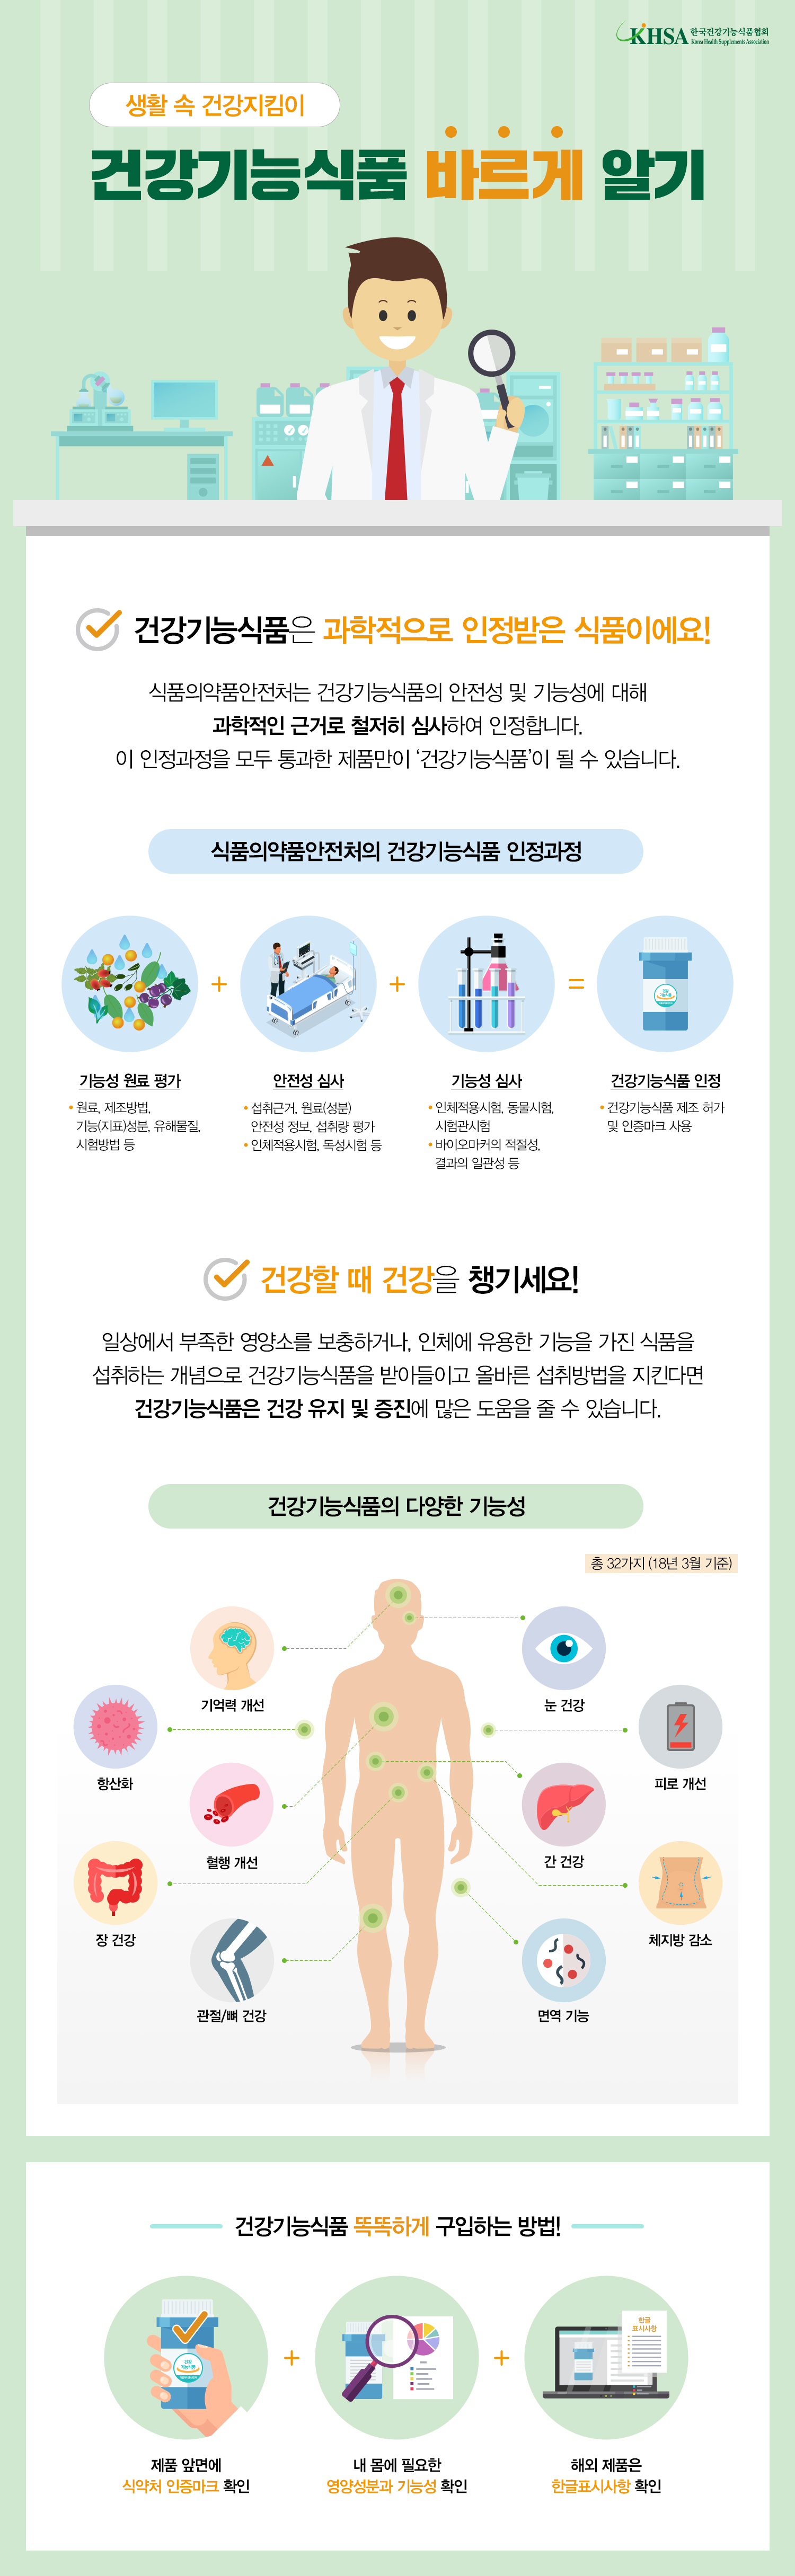 KHSA 한국건강기능식품협회
Korea Health Supplements Association
생활 속 건강지킴이
건강기능식품 바르게 알기
건강기능식품은 과학적으로 인정받은 식품이에요!
식품의약품안전처는 건강기능식품의 안전성 및 기능성에 대해
과학적인 근거로 철저히 심사하여 인정합니다.
이 인정과정을 모두 통과한 제품만이 ‘건강기능식품’이 될 수 있습니다.
식품의약품안전처의 건강기능식품 인정과정
+ + =
건강
기능식품
기능성 원료 평가
• 원료, 제조방법,
기능(지표)성분, 유해물질,
시험방법 등
안전성 심사
• 섭취근거, 원료(성분)
안전성 정보, 섭취량 평가
• 인체적용시험, 독성시험 등
기능성 심사
• 인체적용시험, 동물시험,
시험관시험
• 바이오마커의 적절성,
결과의 일관성 등
건강기능식품 인정
• 건강기능식품 제조 허가
및 인증마크 사용
건강할 때 건강을 챙기세요!
일상에서 부족한 영양소를 보충하거나, 인체에 유용한 기능을 가진 식품을
섭취하는 개념으로 건강기능식품을 받아들이고 올바른 섭취방법을 지킨다면
건강기능식품은 건강 유지 및 증진에 많은 도움을 줄 수 있습니다.
건강기능식품의 다양한 기능성
총 32가지 (18년 3월 기준)
기억력 개선
눈 건강
항산화
피로 개선
혈행 개선
간 건강
장 건강
체지방 감소
관절/뼈 건강
면역 기능
건강기능식품 똑똑하게 구입하는 방법!
건강
기능식품
+ +
한글
표시사항
제품 앞면에
식약처 인증마크 확인
내 몸에 필요한
영양성분과 기능성 확인
해외 제품은
한글표시사항 확인